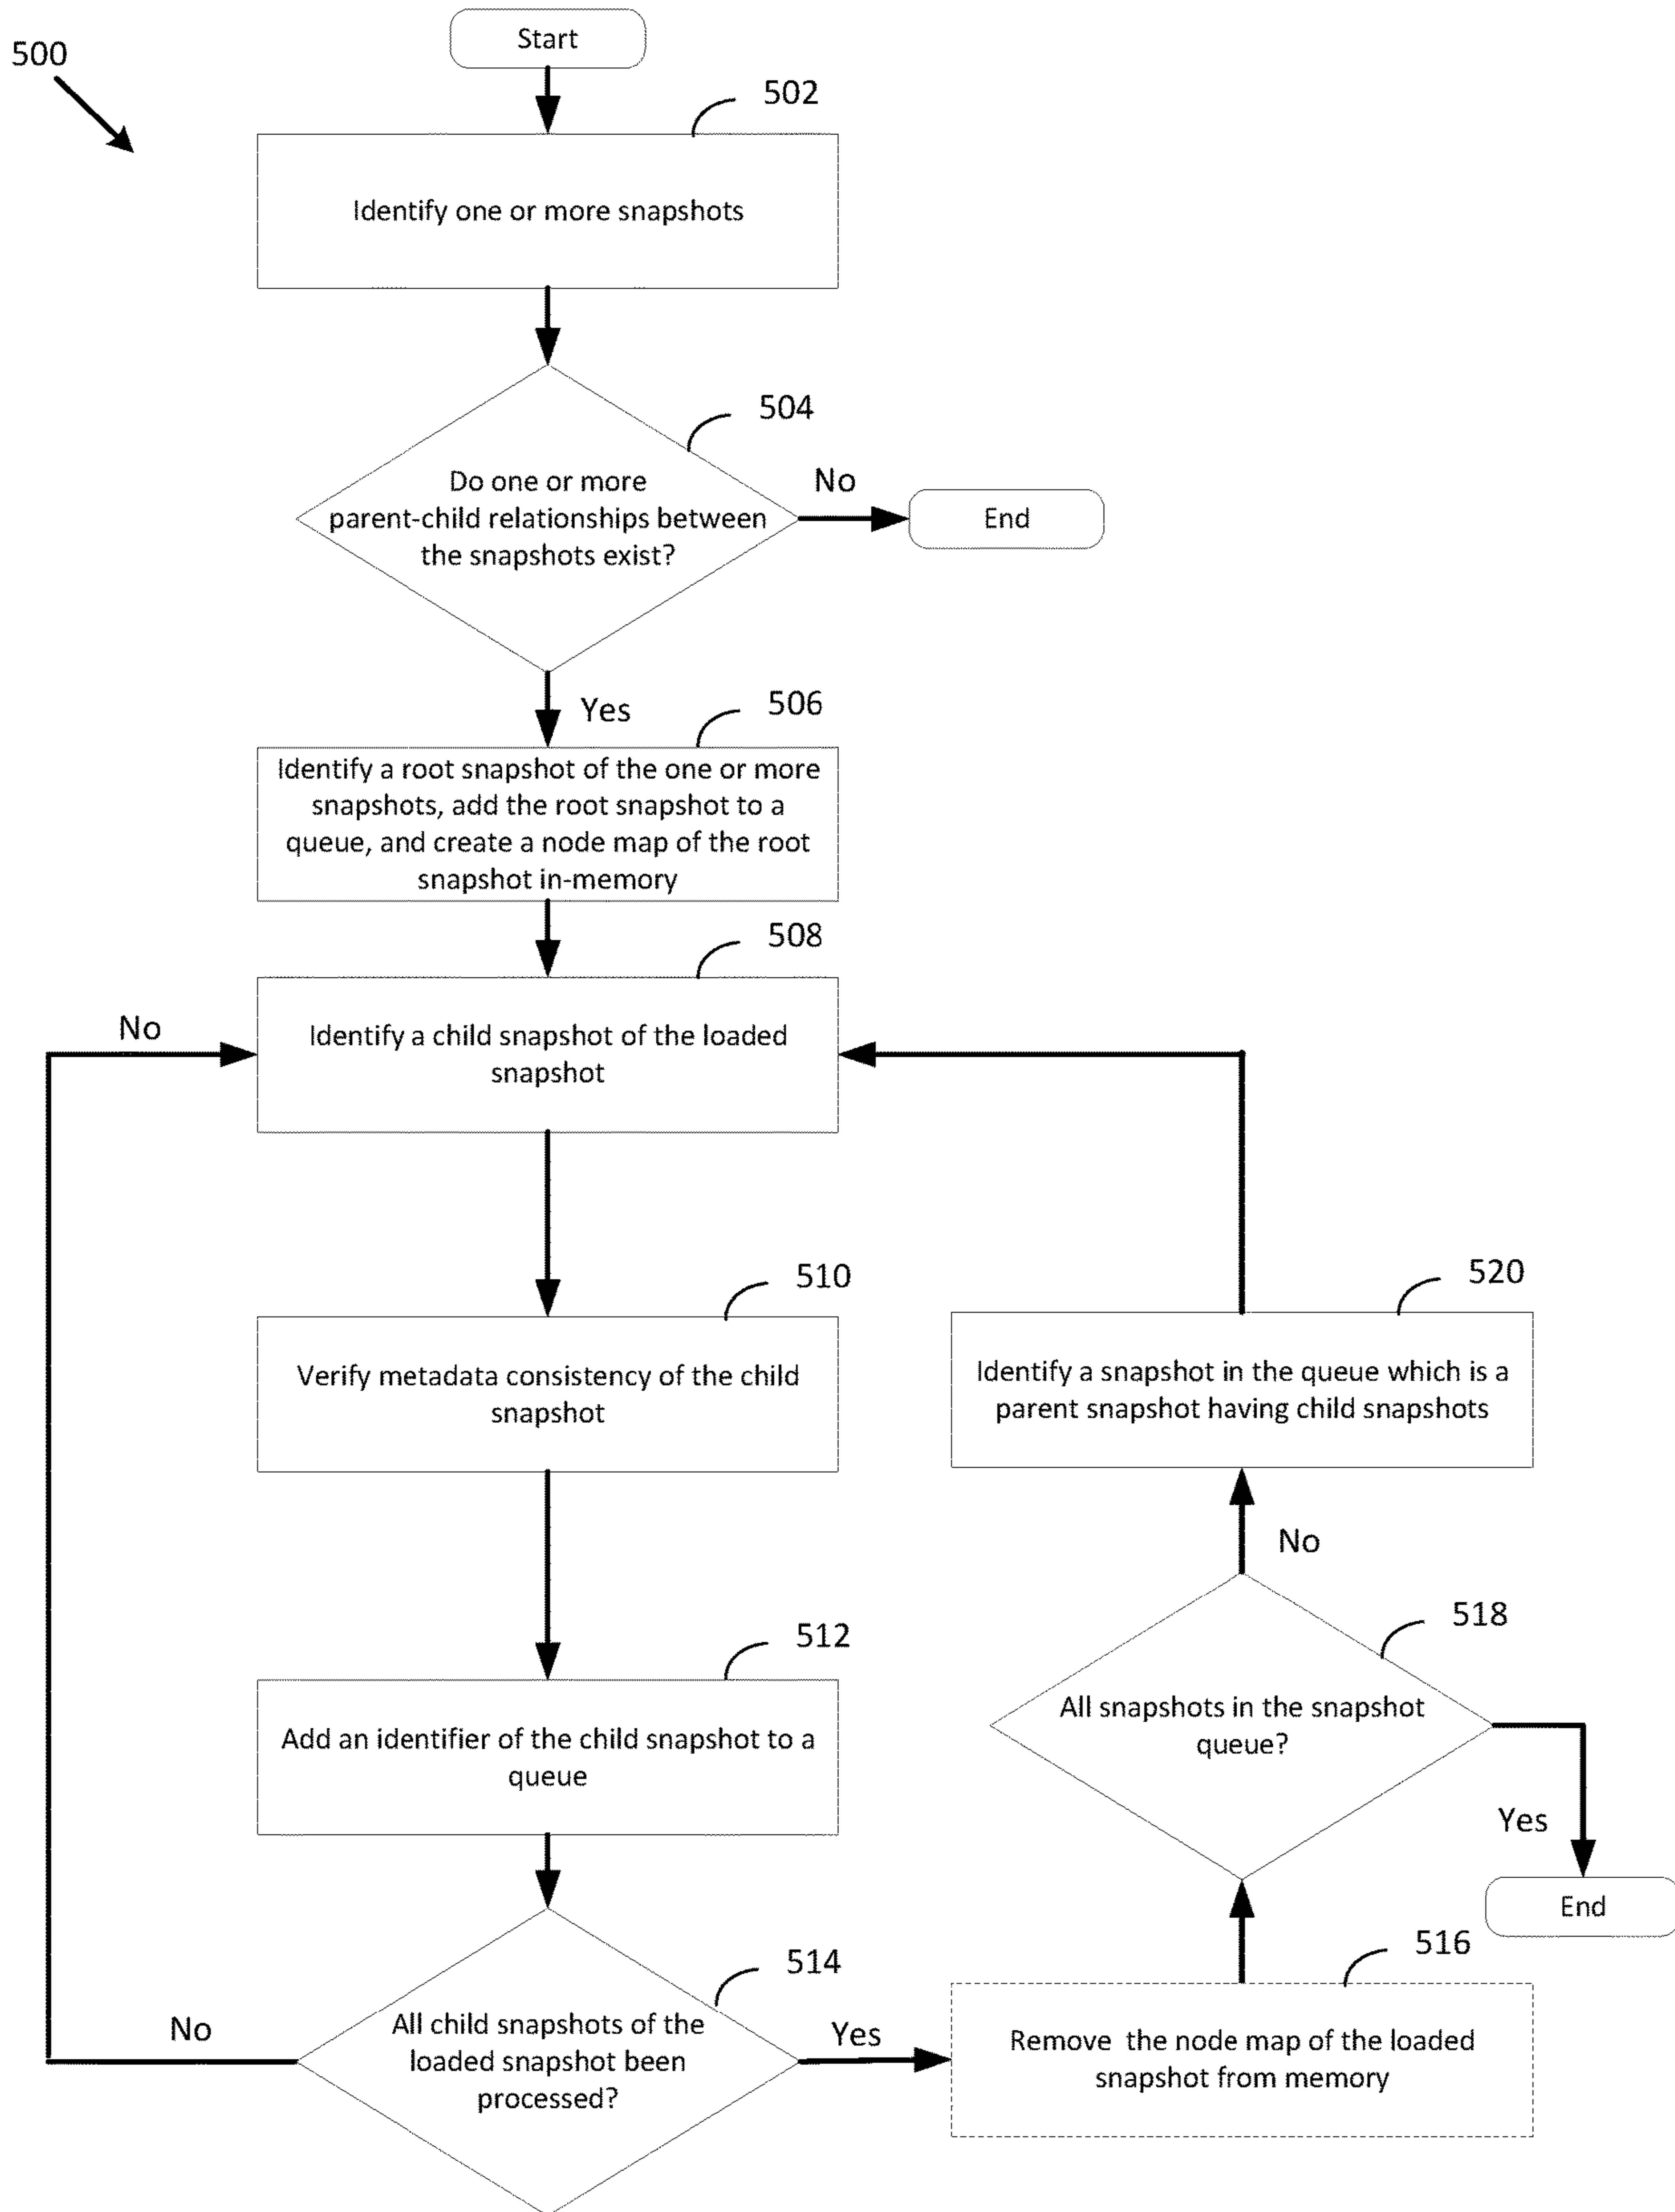 Start
500
502
Identify one or more snapshots
504
Do one or more
parent-child relationships between
the snapshots exist?
No
End
Yes
506
Identify a root snapshot of the one or more
snapshots, add the root snapshot to a
queue, and create a node map of the root
snapshot in-memory
508
No
Identify a child snapshot of the loaded
snapshot
510
Verify metadata consistency of the child
snapshot
520
Identify a snapshot in the queue which is a
parent snapshot having child snapshots
No
512
Add an identifier of the child snapshot to a
queue
518
All snapshots in the snapshot
queue?
Yes
End
514
All child snapshots of the
loaded snapshot been
processed?
No
Yes
516
Remove the node map of the loaded
snapshot from memory